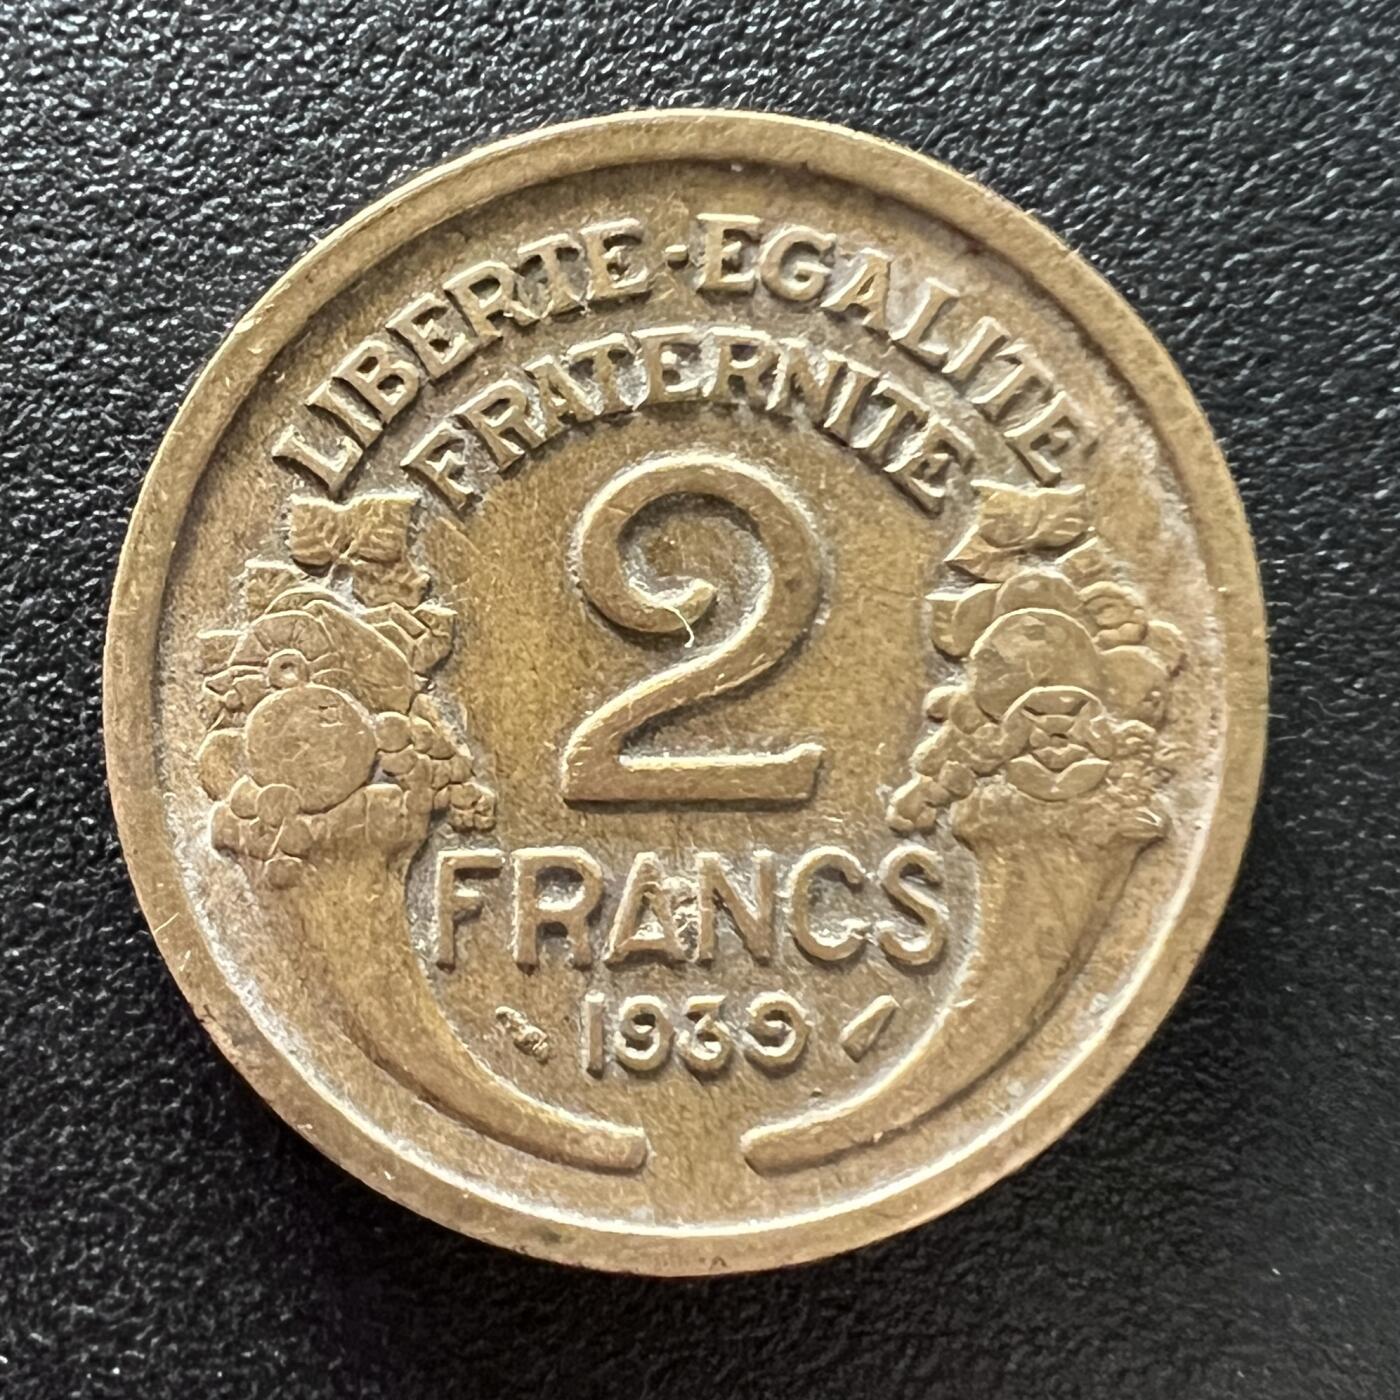 LIBERTE·EGALITE
FRATERNITE
2
FRANCS
1939